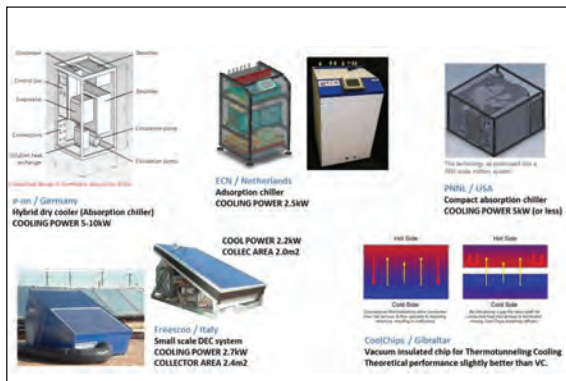 Condenser
Desorber
Control box
Evaporator
Absorber
Connections
Circulation pump
Solution heat
exchanger
Circulation pump
e-on / Germany
Hybrid dry cooler (Absorption chiller)
COOLING POWER 5-10kW
ECN / Netherlands
Adsorption chiller
COOLING POWER 2.5kW
PNNL / USA
Compact absorption chiller
COOLING POWER 5kW (or less)
COOL POWER 2.2kW
COLLEC AREA 2.0m2
Freescoo / Italy
Small scale DEC system
COOLING POWER 2.7kW
COLLECTOR AREA 2.4m2
Hot Side
Hot Side
Cold Side
Cold Side
CoolChips / Gibraltar
Vacuum insulated chip for Thermotunneling Cooling
Theoretical performance slightly better than VC.